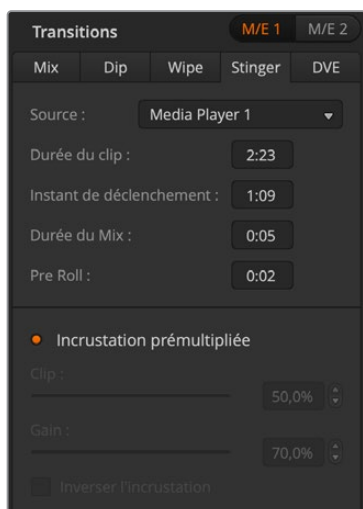 Transitions M/E 1 M/E 2
Mix Dip Wipe Stinger DVE
Source : Media Player 1
Durée du clip : 2:23
Instant de déclenchement : 1:09
Durée du Mix : 0:05
Pre Roll : 0:02
Incrustation prémultipliée
Clip :
50,0%
Gain :
70,0%
Inverser l'incrustation